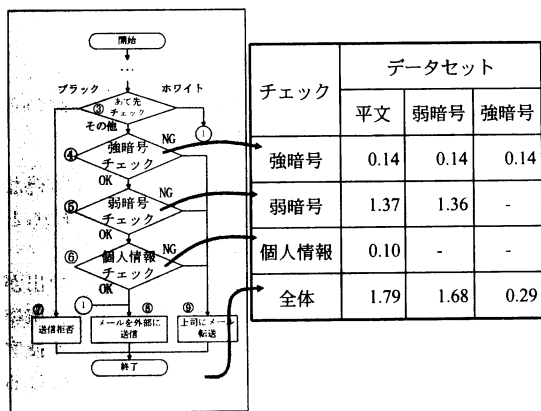 開始
…
ブラック
ホワイト
③
あて先
チェック
その他
①
④
強暗号
チェック
NG
OK
⑤
弱暗号
チェック
NG
OK
⑥
個人情報
チェック
NG
OK
①
⑦
送信拒否
⑧
メールを外部に
送信
⑨
上司にメール
転送
終了
チェック データセット
平文 弱暗号 強暗号
強暗号 0.14 0.14 0.14
弱暗号 1.37 1.36 -
個人情報 0.10 - -
全体 1.79 1.68 0.29